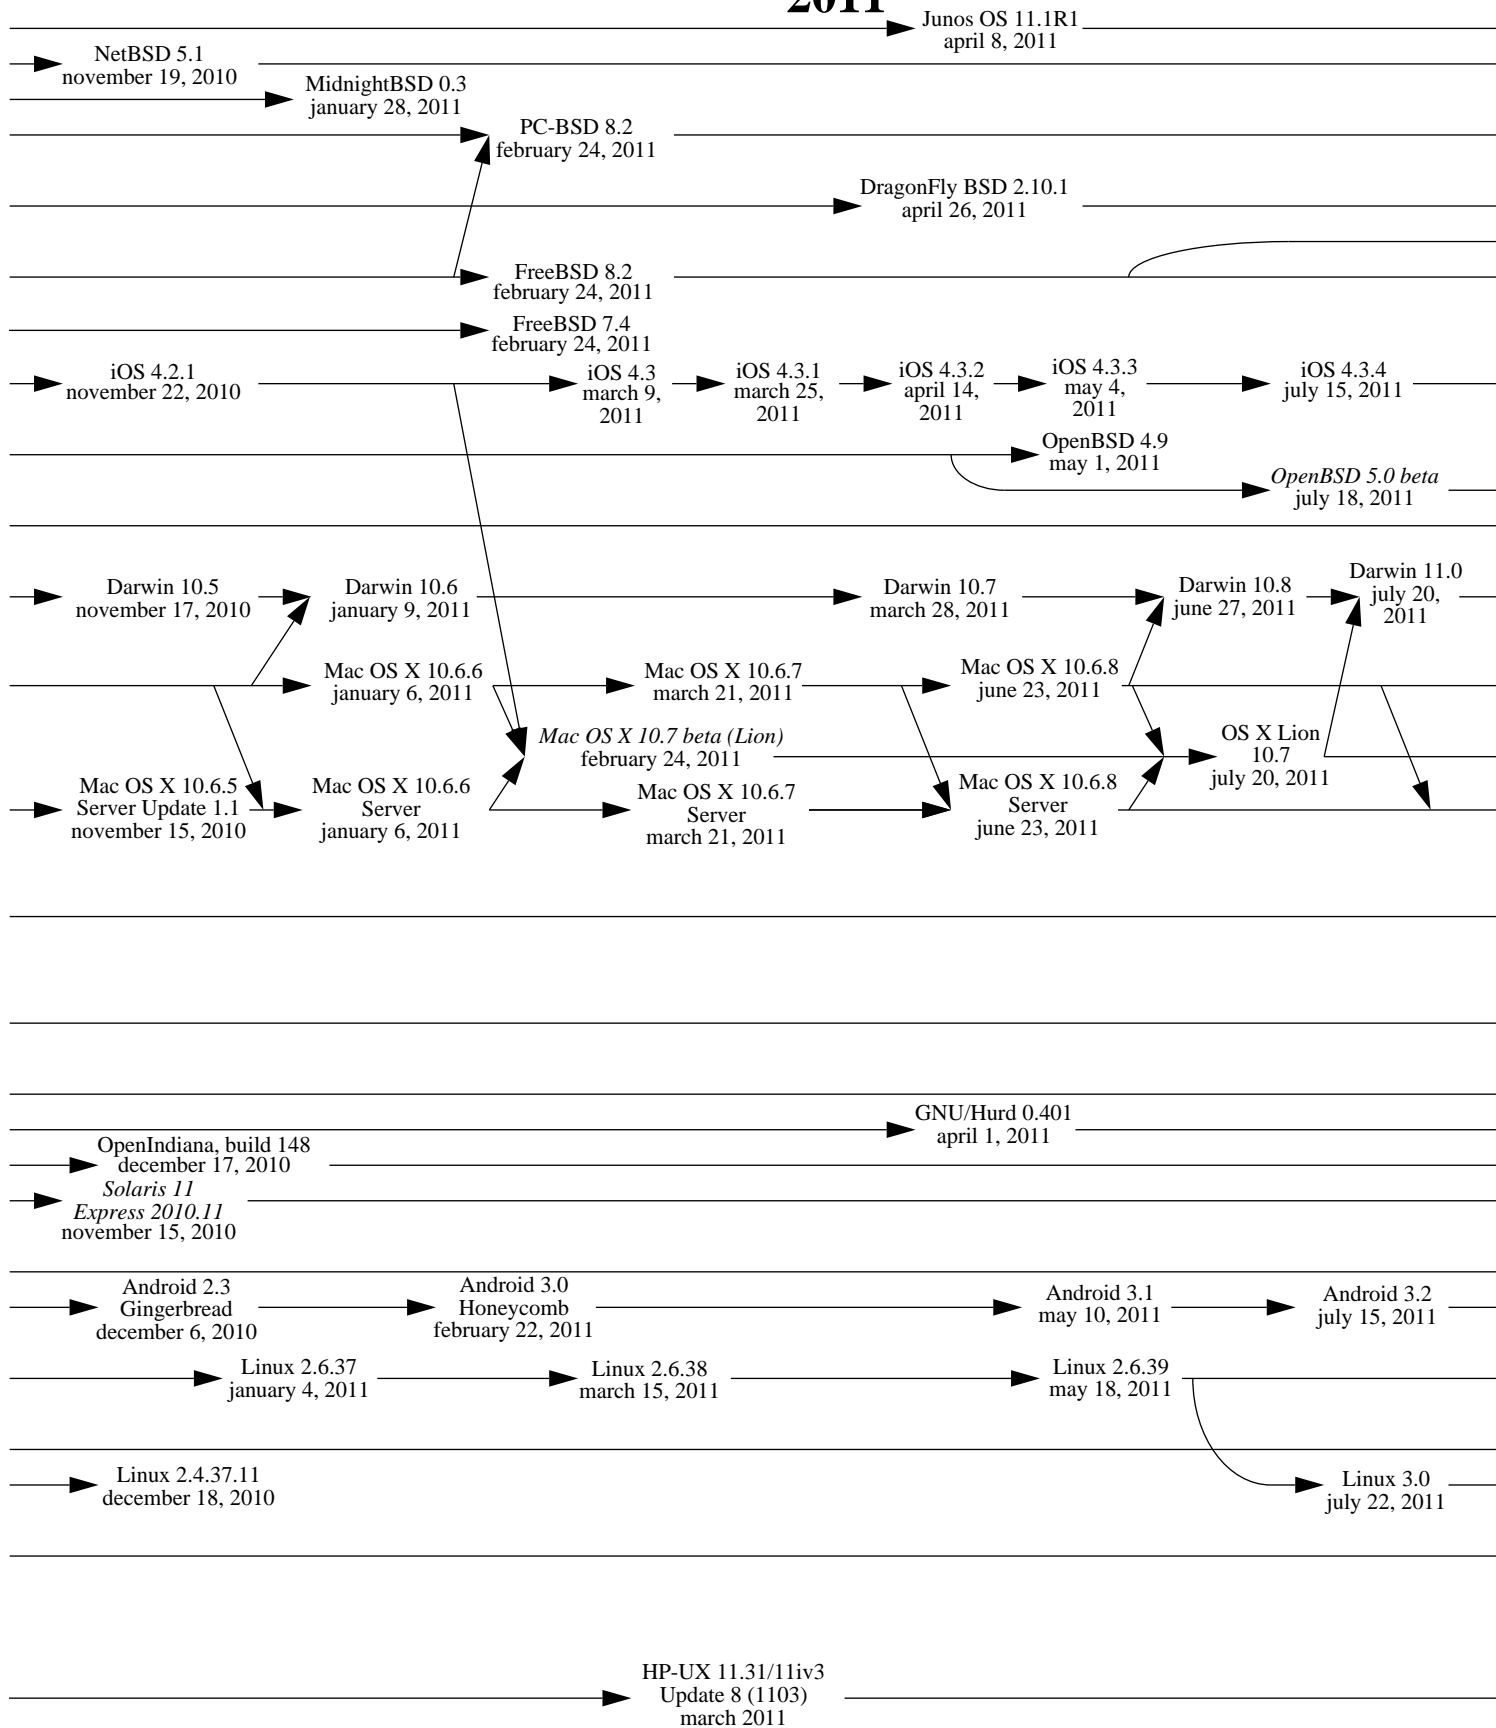 2011
Junos OS 11.1R1
april 8, 2011
NetBSD 5.1
november 19, 2010
MidnightBSD 0.3
january 28, 2011
PC-BSD 8.2
february 24, 2011
DragonFly BSD 2.10.1
april 26, 2011
FreeBSD 8.2
february 24, 2011
FreeBSD 7.4
february 24, 2011
iOS 4.2.1
november 22, 2010
iOS 4.3
march 9,
2011
iOS 4.3.1
march 25,
2011
iOS 4.3.2
april 14,
2011
iOS 4.3.3
may 4,
2011
iOS 4.3.4
july 15, 2011
OpenBSD 4.9
may 1, 2011
OpenBSD 5.0 beta
july 18, 2011
Darwin 10.5
november 17, 2010
Darwin 10.6
january 9, 2011
Darwin 10.7
march 28, 2011
Darwin 10.8
june 27, 2011
Darwin 11.0
july 20,
2011
Mac OS X 10.6.6
january 6, 2011
Mac OS X 10.6.7
march 21, 2011
Mac OS X 10.6.8
june 23, 2011
Mac OS X 10.7 beta (Lion)
february 24, 2011
OS X Lion
10.7
july 20, 2011
Mac OS X 10.6.5
Server Update 1.1
november 15, 2010
Mac OS X 10.6.6
Server
january 6, 2011
Mac OS X 10.6.7
Server
march 21, 2011
Mac OS X 10.6.8
Server
june 23, 2011
GNU/Hurd 0.401
april 1, 2011
OpenIndiana, build 148
december 17, 2010
Solaris 11
Express 2010.11
november 15, 2010
Android 2.3
Gingerbread
december 6, 2010
Android 3.0
Honeycomb
february 22, 2011
Android 3.1
may 10, 2011
Android 3.2
july 15, 2011
Linux 2.6.37
january 4, 2011
Linux 2.6.38
march 15, 2011
Linux 2.6.39
may 18, 2011
Linux 2.4.37.11
december 18, 2010
Linux 3.0
july 22, 2011
HP-UX 11.31/11iv3
Update 8 (1103)
march 2011